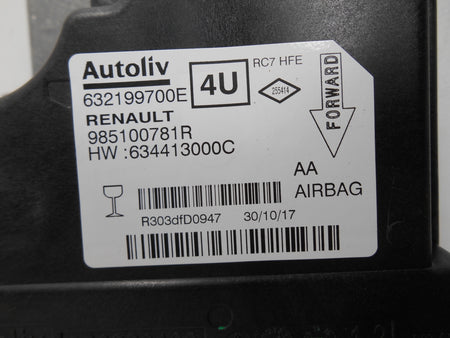 Autoliv 4U RC7 HFE
632199700E 255414
RENAULT
985100781R
HW :634413000C
FORWARD
AA
AIRBAG
R303dfD0947 30/10/17